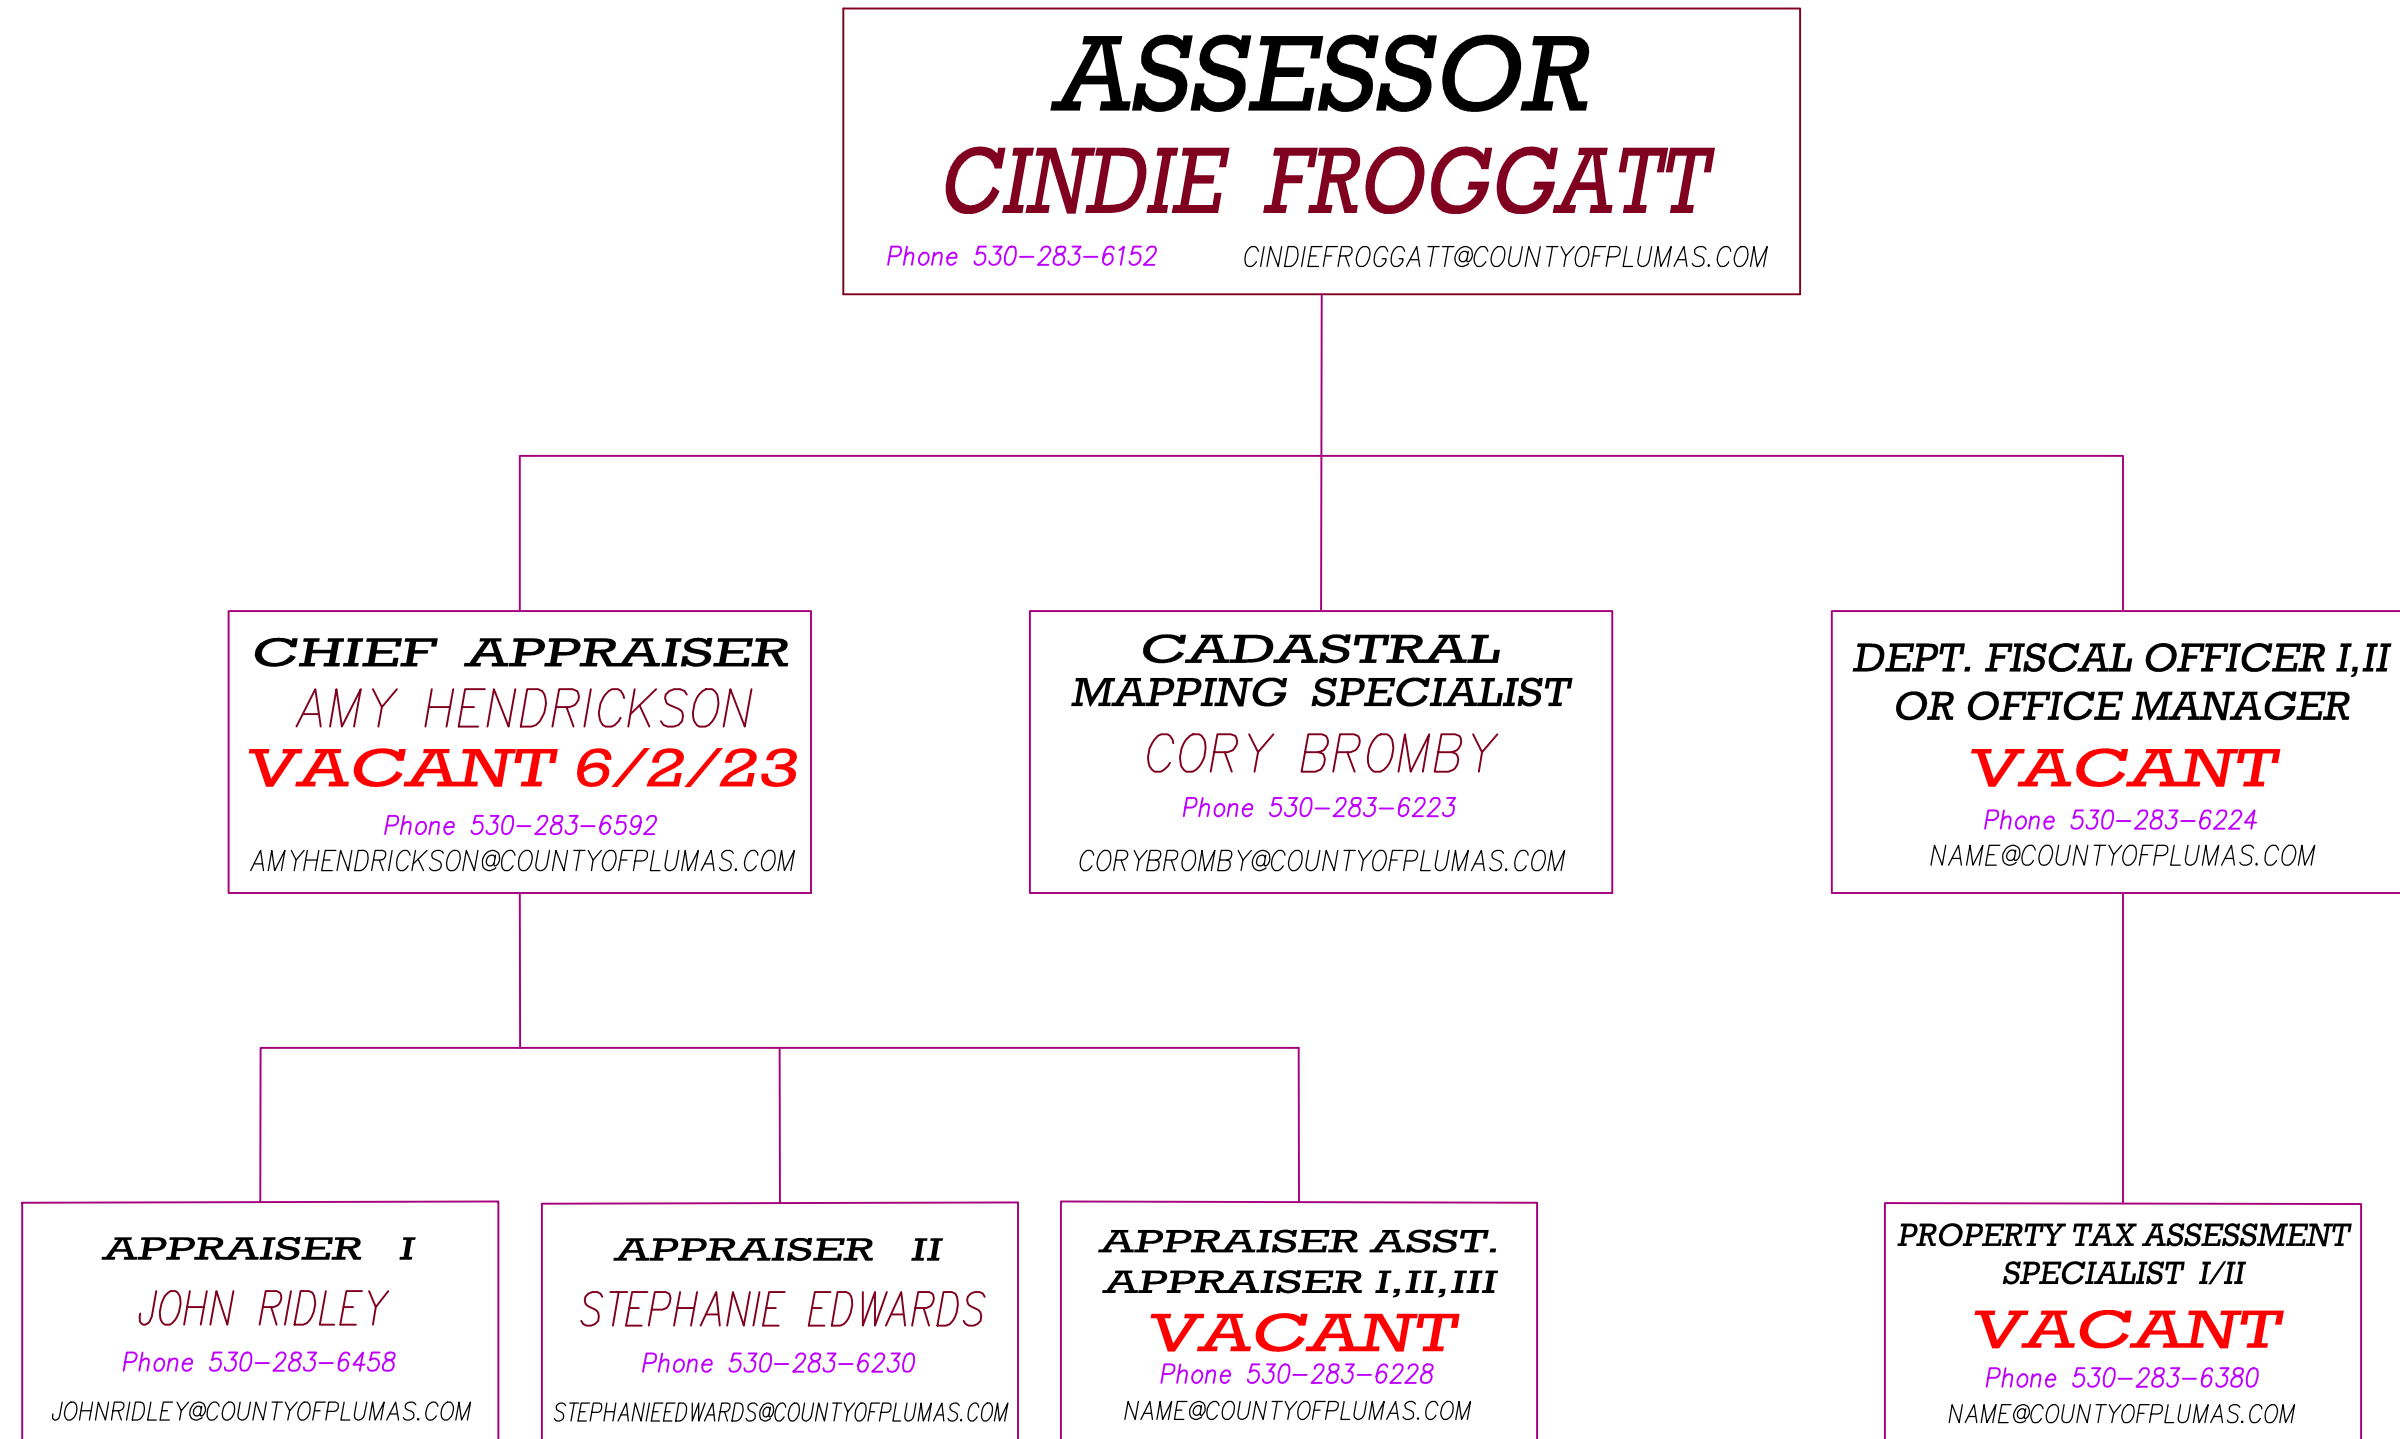 ASSESSOR
CINDIE FROGGATT
Phone 530-283-6152 CINDIEFROGGATT@COUNTYOFPLUMAS.COM
CHIEF APPRAISER
AMY HENDRICKSON
VACANT 6/2/23
Phone 530-283-6592
AMYHENDRICKSON@COUNTYOFPLUMAS.COM
CADASTRAL
MAPPING SPECIALIST
CORY BROMBY
Phone 530-283-6223
CORYBROMBY@COUNTYOFPLUMAS.COM
DEPT. FISCAL OFFICER I,II
OR OFFICE MANAGER
VACANT
Phone 530-283-6224
NAME@COUNTYOFPLUMAS.COM
APPRAISER I
JOHN RIDLEY
Phone 530-283-6458
JOHNRIDLEY@COUNTYOFPLUMAS.COM
APPRAISER II
STEPHANIE EDWARDS
Phone 530-283-6230
STEPHANIEEDWARDS@COUNTYOFPLUMAS.COM
APPRAISER ASST.
APPRAISER I,II,III
VACANT
Phone 530-283-6228
NAME@COUNTYOFPLUMAS.COM
PROPERTY TAX ASSESSMENT
SPECIALIST I/II
VACANT
Phone 530-283-6380
NAME@COUNTYOFPLUMAS.COM